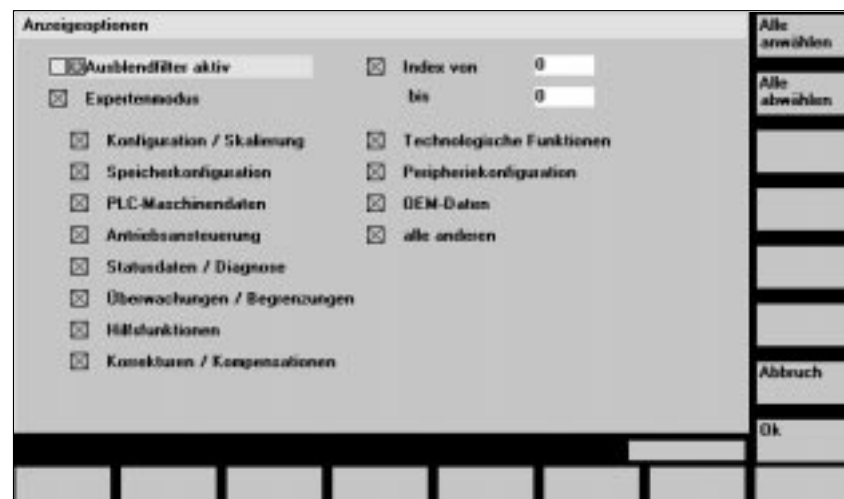 Anzeigeoptionen
Ausblendfilter aktiv
Expertenmodus
Konfiguration / Skalierung
Speicherkonfiguration
PLC-Maschinendaten
Antriebsansteuerung
Statusdaten / Diagnose
Überwachungen / Begrenzungen
Hilfsfunktionen
Korrekturen / Kompensationen
Index von 0
bis 0
Technologische Funktionen
Peripheriekonfiguration
OEM-Daten
alle anderen
Alle
anwählen
Alle
abwählen
Abbruch
Ok